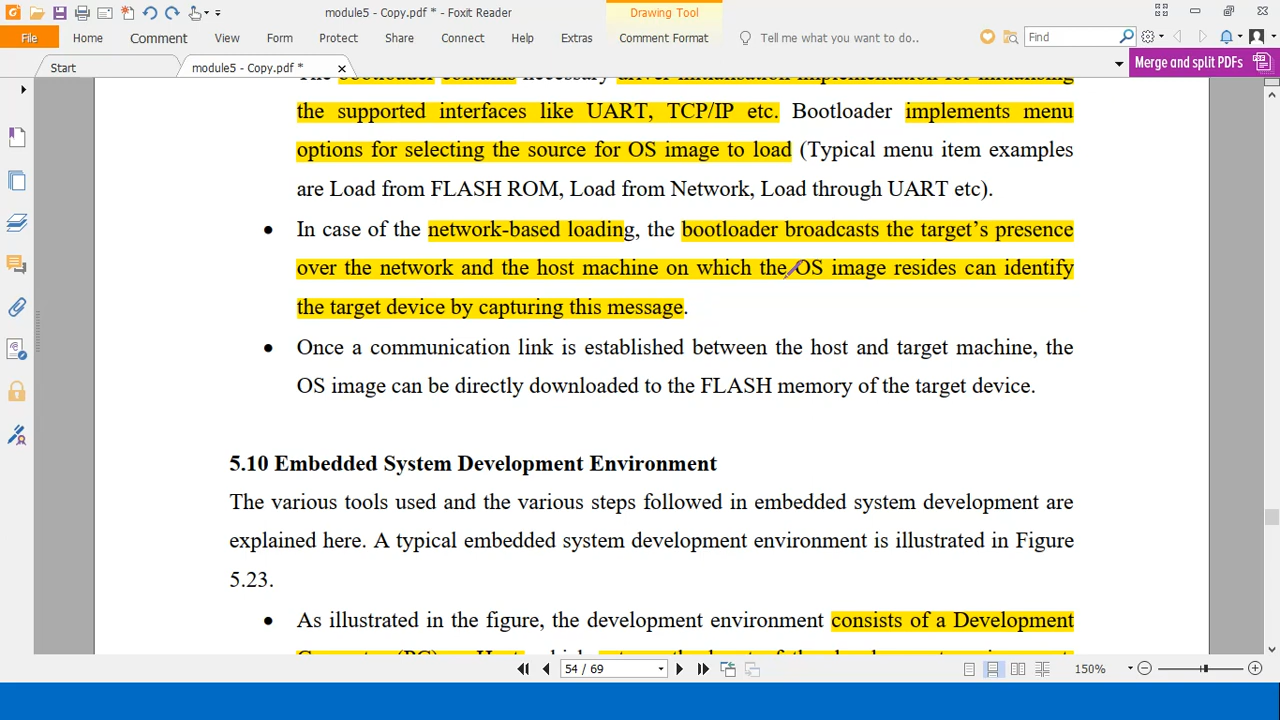 module5 - Copy.pdf * - Foxit Reader
Drawing Tool
File Home Comment View Form Protect Share Connect Help Extras Comment Format Tell me what you want to do... Find
Start module5 - Copy.pdf * Merge and split PDFs
The bootloader contains necessary driver initialisation implementation for initialising
the supported interfaces like UART, TCP/IP etc. Bootloader implements menu
options for selecting the source for OS image to load (Typical menu item examples
are Load from FLASH ROM, Load from Network, Load through UART etc).
• In case of the network-based loading, the bootloader broadcasts the target’s presence
over the network and the host machine on which the OS image resides can identify
the target device by capturing this message.
• Once a communication link is established between the host and target machine, the
OS image can be directly downloaded to the FLASH memory of the target device.
5.10 Embedded System Development Environment
The various tools used and the various steps followed in embedded system development are
explained here. A typical embedded system development environment is illustrated in Figure
5.23.
• As illustrated in the figure, the development environment consists of a Development
54 / 69 150%